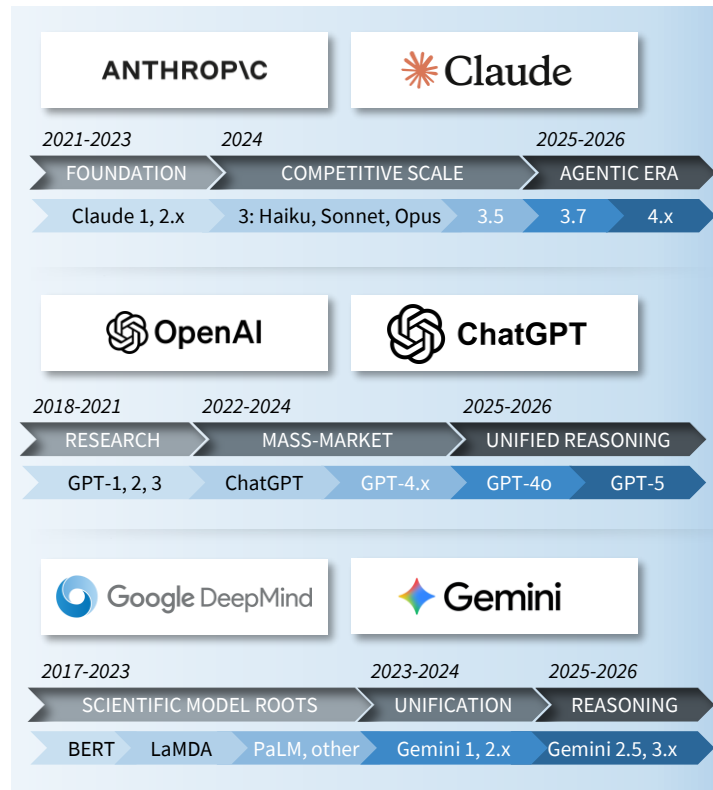 ANTHROP\C
Claude
2021-2023 2024 2025-2026
FOUNDATION COMPETITIVE SCALE AGENTIC ERA
Claude 1, 2.x 3: Haiku, Sonnet, Opus 3.5 3.7 4.x
OpenAI
ChatGPT
2018-2021 2022-2024 2025-2026
RESEARCH MASS-MARKET UNIFIED REASONING
GPT-1, 2, 3 ChatGPT GPT-4.x GPT-4o GPT-5
Google DeepMind
Gemini
2017-2023 2023-2024 2025-2026
SCIENTIFIC MODEL ROOTS UNIFICATION REASONING
BERT LaMDA PaLM, other Gemini 1, 2.x Gemini 2.5, 3.x